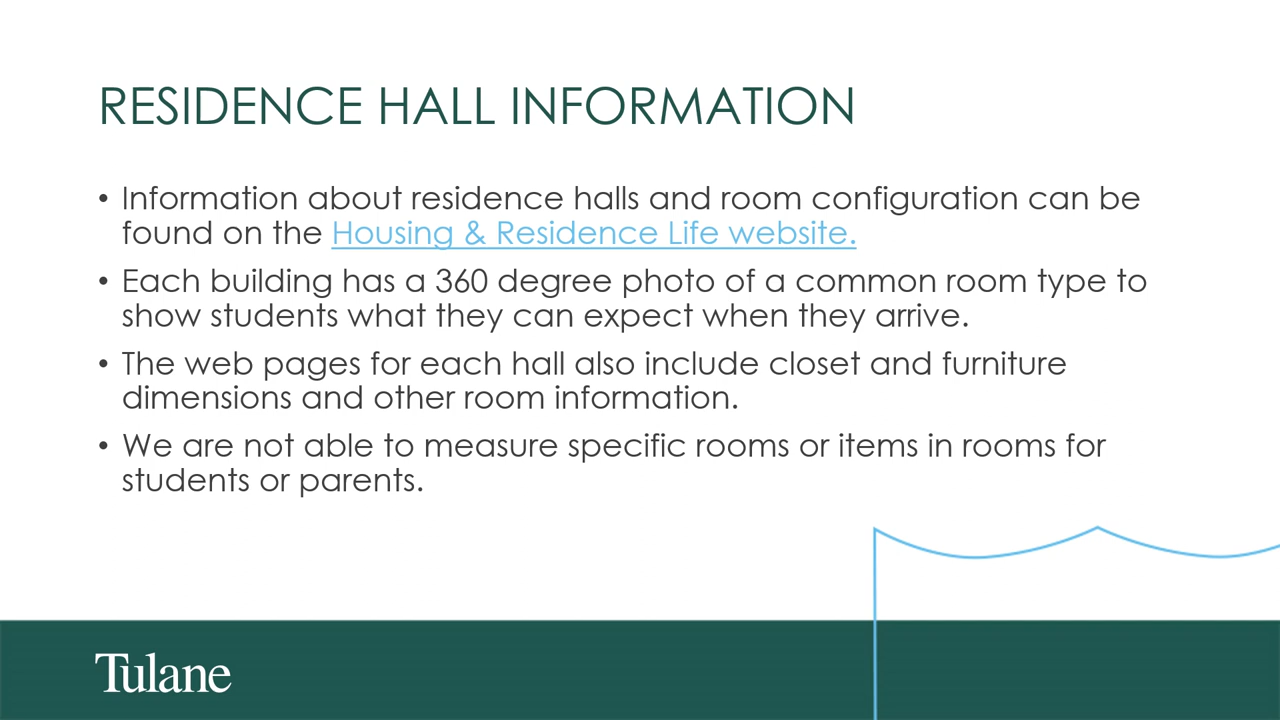 RESIDENCE HALL INFORMATION
• Information about residence halls and room configuration can be
found on the Housing & Residence Life website.
• Each building has a 360 degree photo of a common room type to
show students what they can expect when they arrive.
• The web pages for each hall also include closet and furniture
dimensions and other room information.
• We are not able to measure specific rooms or items in rooms for
students or parents.
Tulane